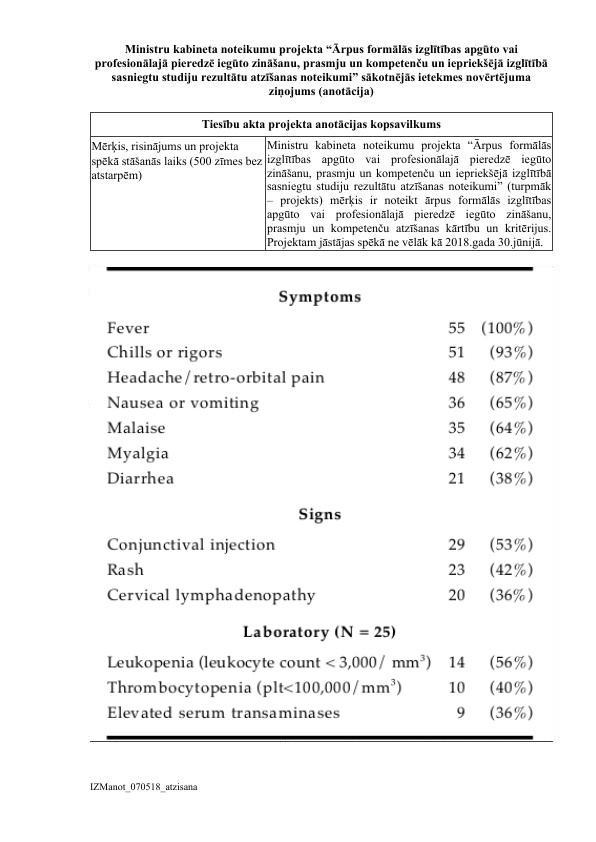 Ministru kabineta noteikumu projekta “Ārpus formālās izglītības apgūto vai
profesionālajā pieredzē iegūto zināšanu, prasmju un kompetenču un iepriekšējā izglītībā
sasniegtu studiju rezultātu atzīšanas noteikumi” sākotnējās ietekmes novērtējuma
ziņojums (anotācija)
Tiesību akta projekta anotācijas kopsavilkums
Mērķis, risinājums un projekta
spēkā stāšanās laiks (500 zīmes bez
atstarpēm)
Ministru kabineta noteikumu projekta “Ārpus formālās
izglītības apgūto vai profesionālajā pieredzē iegūto
zināšanu, prasmju un kompetenču un iepriekšējā izglītībā
sasniegtu studiju rezultātu atzīšanas noteikumi” (turpmāk
– projekts) mērķis ir noteikt ārpus formālās izglītības
apgūto vai profesionālajā pieredzē iegūto zināšanu,
prasmju un kompetenču atzīšanas kārtību un kritērijus.
Projektam jāstājas spēkā ne vēlāk kā 2018.gada 30.jūnijā.
Symptoms
Fever 55 (100%)
Chills or rigors 51 (93%)
Headache/retro-orbital pain 48 (87%)
Nausea or vomiting 36 (65%)
Malaise 35 (64%)
Myalgia 34 (62%)
Diarrhea 21 (38%)
Signs
Conjunctival injection 29 (53%)
Rash 23 (42%)
Cervical lymphadenopathy 20 (36%)
Laboratory (N = 25)
Leukopenia (leukocyte count < 3,000/ mm³) 14 (56%)
Thrombocytopenia (plt<100,000/mm³) 10 (40%)
Elevated serum transaminases 9 (36%)
IZManot_070518_atzisana